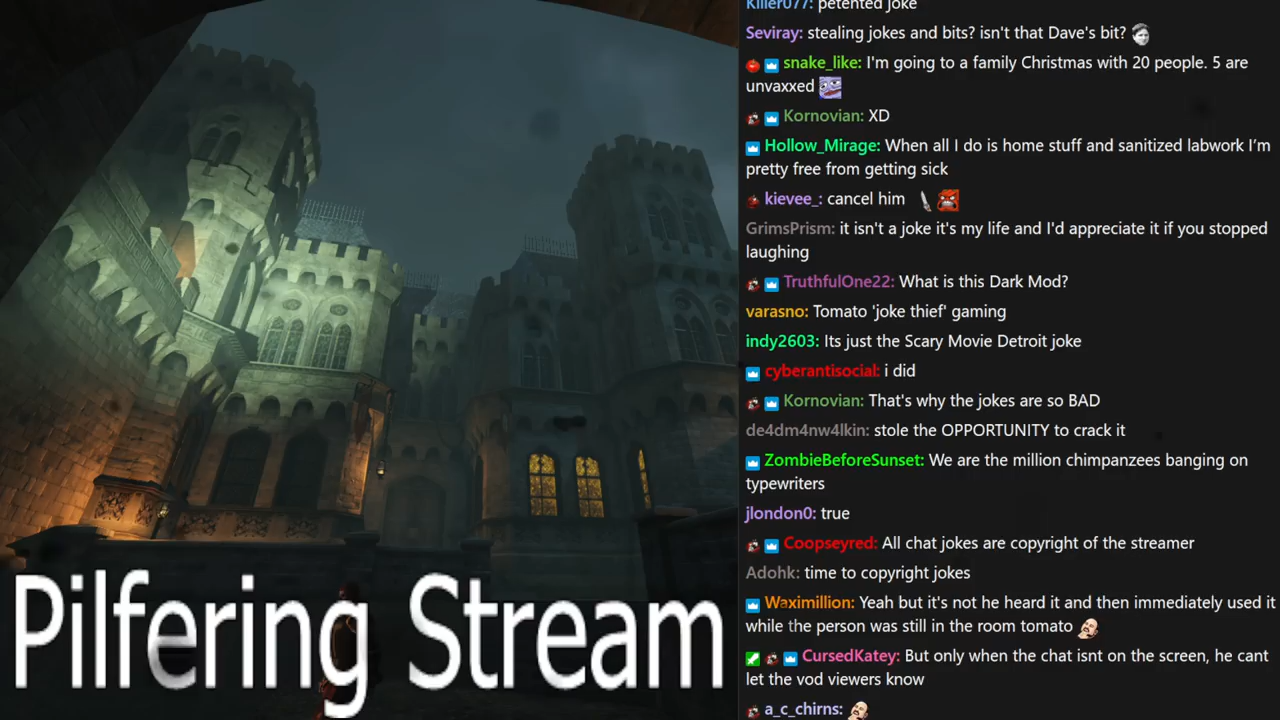 Killer077: petented joke
Seviray: stealing jokes and bits? isn't that Dave's bit?
snake_like: I'm going to a family Christmas with 20 people. 5 are
unvaxxed
Kornovian: XD
Hollow_Mirage: When all I do is home stuff and sanitized labwork I'm
pretty free from getting sick
kievee_: cancel him
GrimsPrism: it isn't a joke it's my life and I'd appreciate it if you stopped
laughing
TruthfulOne22: What is this Dark Mod?
varasno: Tomato 'joke thief' gaming
indy2603: Its just the Scary Movie Detroit joke
cyberantisocial: i did
Kornovian: That's why the jokes are so BAD
de4dm4nw4lkin: stole the OPPORTUNITY to crack it
ZombieBeforeSunset: We are the million chimpanzees banging on
typewriters
jlondon0: true
Coopseyred: All chat jokes are copyright of the streamer
Adohk: time to copyright jokes
Waximillion: Yeah but it's not he heard it and then immediately used it
while the person was still in the room tomato
CursedKatey: But only when the chat isnt on the screen, he cant
let the vod viewers know
a_c_chirns:
Pilfering Stream